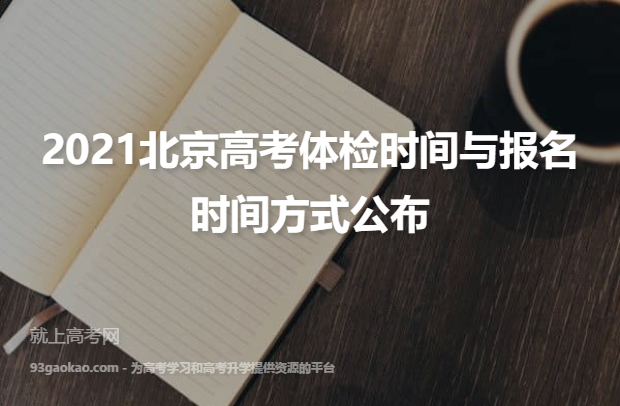 2021北京高考体检时间与报名
时间方式公布
就上高考网
93gaokao.com - 为高考学习和高考升学提供资源的平台